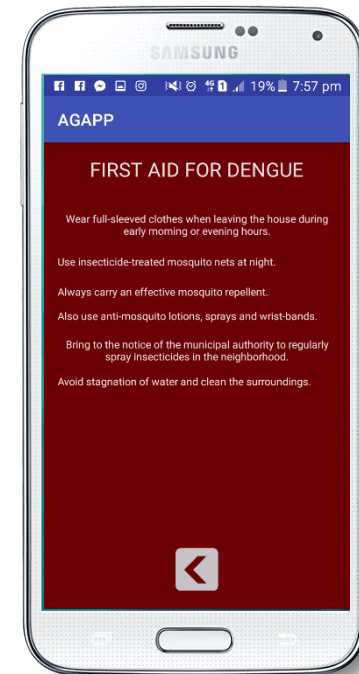 SAMSUNG
19% 7:57 pm
AGAPP
FIRST AID FOR DENGUE
Wear full-sleeved clothes when leaving the house during
early morning or evening hours.
Use insecticide-treated mosquito nets at night.
Always carry an effective mosquito repellent.
Also use anti-mosquito lotions, sprays and wrist-bands.
Bring to the notice of the municipal authority to regularly
spray insecticides in the neighborhood.
Avoid stagnation of water and clean the surroundings.